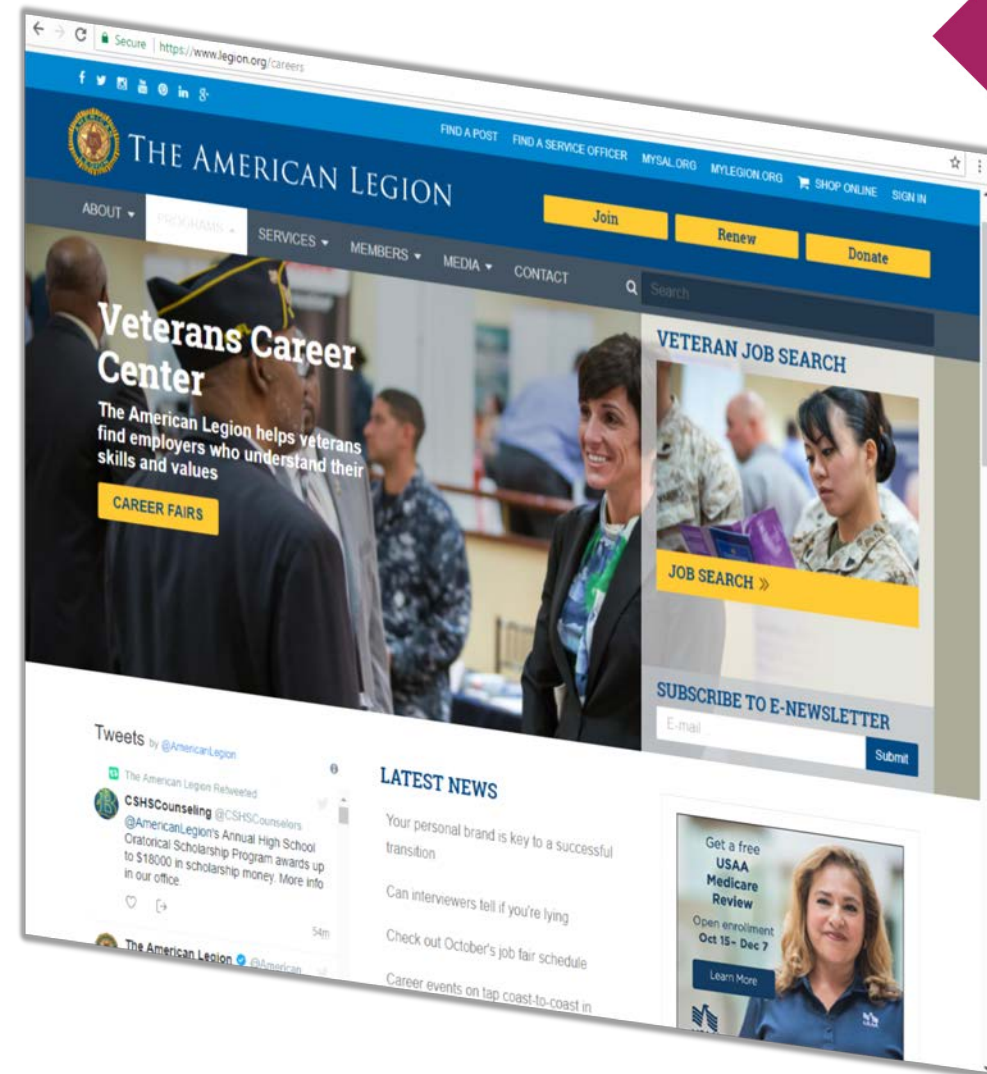 Secure | https://www.legion.org/careers
FIND A POST FIND A SERVICE OFFICER MYSAL.ORG MYLEGION.ORG SHOP ONLINE SIGN IN
THE AMERICAN LEGION
Join Renew Donate
ABOUT PROGRAMS SERVICES MEMBERS MEDIA CONTACT
Search
Veterans Career
Center
The American Legion helps veterans
find employers who understand their
skills and values
CAREER FAIRS
VETERAN JOB SEARCH
JOB SEARCH »
SUBSCRIBE TO E-NEWSLETTER
E-mail
Submit
Tweets by @AmericanLegion
The American Legion Retweeted
CSHSCounseling @CSHSCounselors
@AmericanLegion's Annual High School
Oratorical Scholarship Program awards up
to $18000 in scholarship money. More info
in our office.
54m
The American Legion @American
LATEST NEWS
Your personal brand is key to a successful
transition
Can interviewers tell if you're lying
Check out October's job fair schedule
Career events on tap coast-to-coast in
Get a free
USAA
Medicare
Review
Open enrollment
Oct 15- Dec 7
Learn More